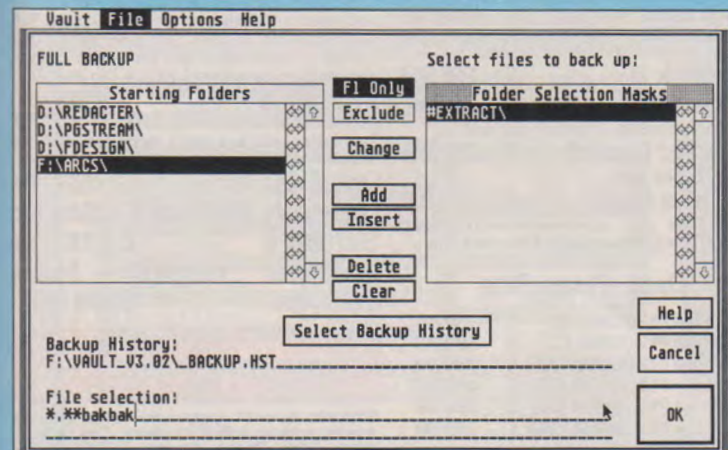 Vault File Options Help
FULL BACKUP
Select files to back up:
Starting Folders
D:\REDACTER\
D:\PGSTREAM\
D:\FDESIGN\
F:\ARCS\
Fl Only
Exclude
Change
Add
Insert
Delete
Clear
Folder Selection Masks
#EXTRACT\
Select Backup History
Help
Cancel
OK
Backup History:
F:\VAULT_V3.02\_BACKUP.HST
File selection:
*.**bakbak